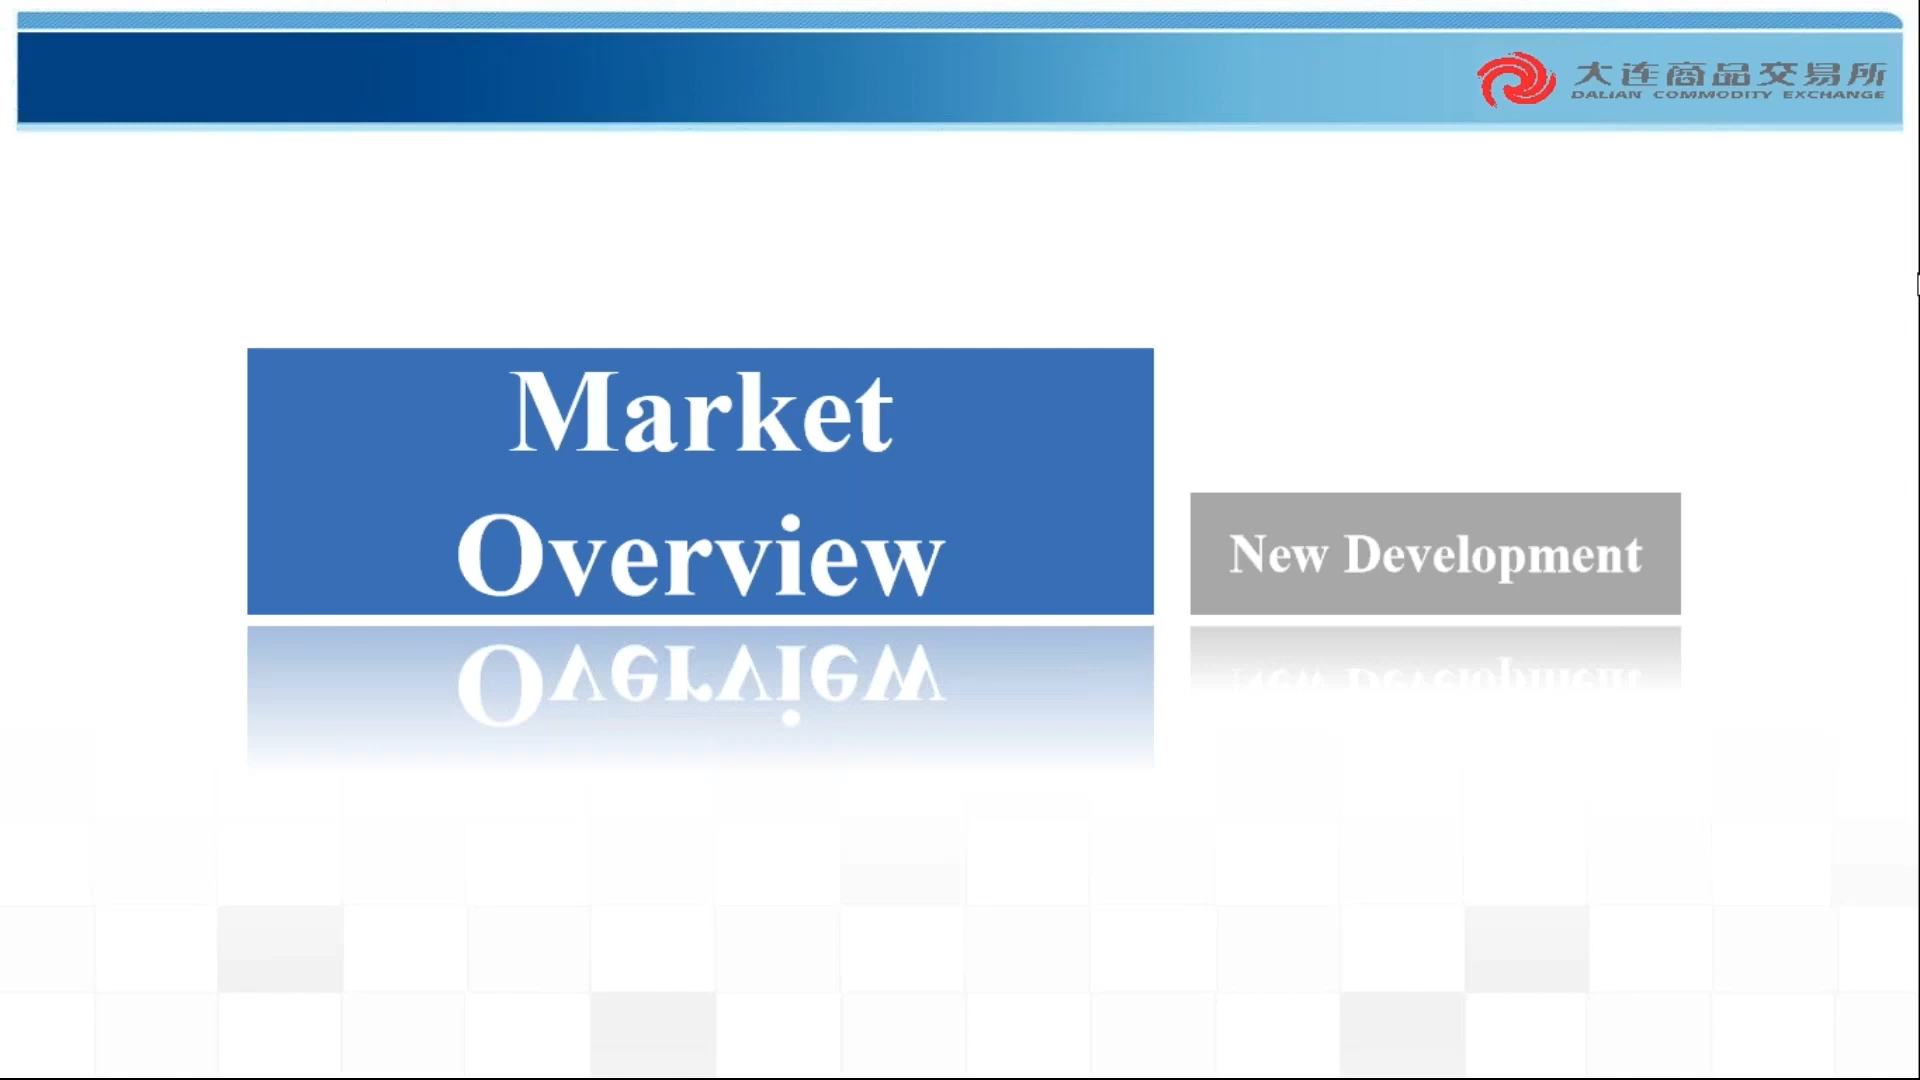 大连商品交易所
DALIAN COMMODITY EXCHANGE
Market
Overview
New Development